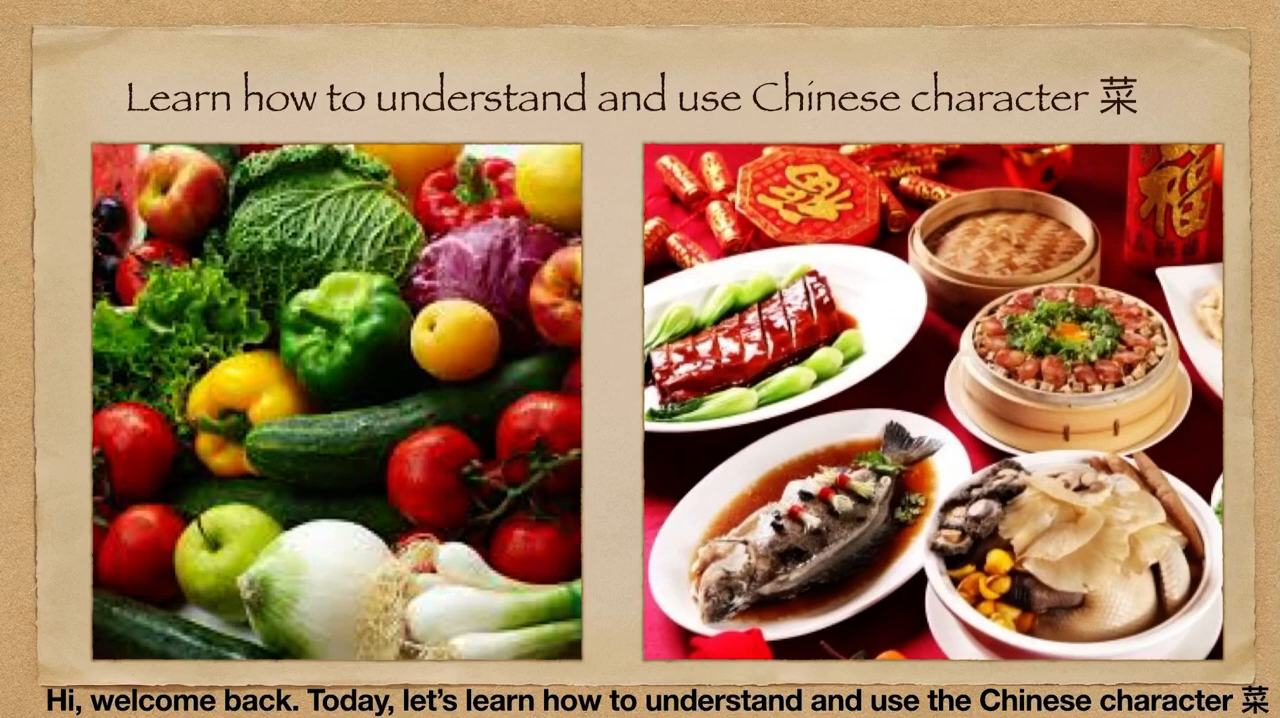 Learn how to understand and use Chinese character 菜
福
Hi, welcome back. Today, let’s learn how to understand and use the Chinese character 菜